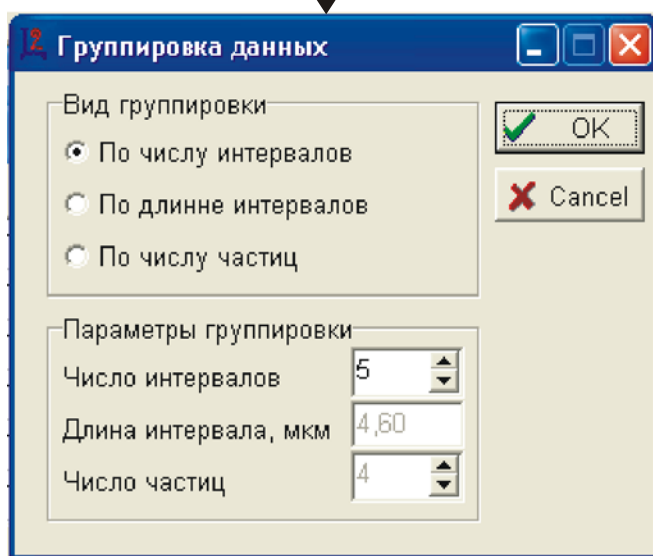 Группировка данных
Вид группировки
По числу интервалов
По длинне интервалов
По числу частиц
OK
Cancel
Параметры группировки
Число интервалов 5
Длина интервала, мкм 4,60
Число частиц 4